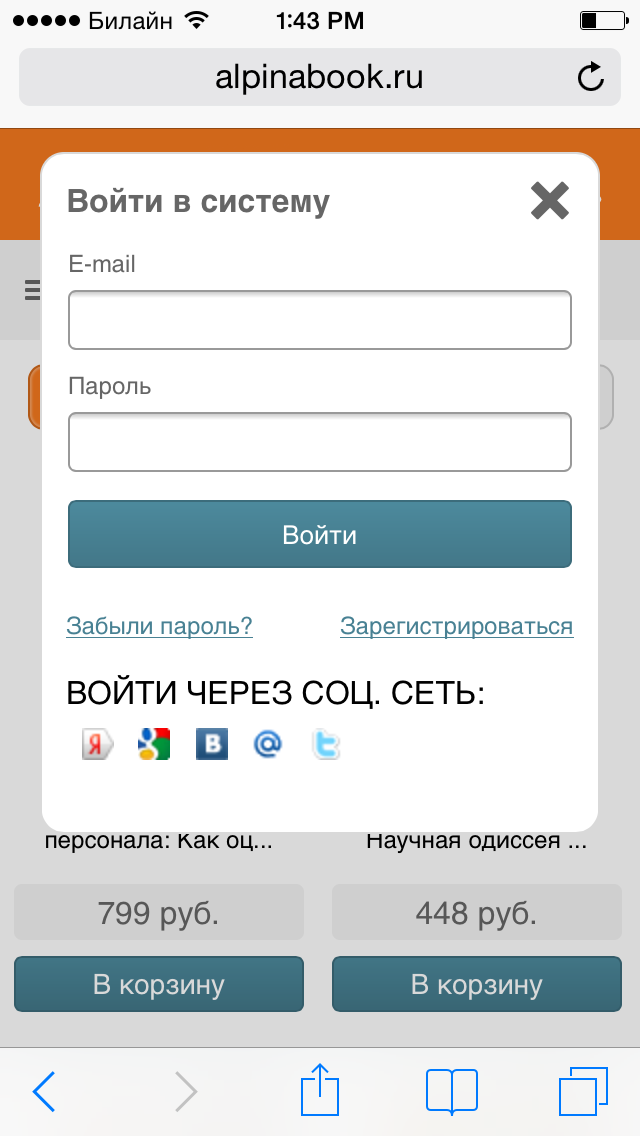 Билайн 1:43 PM
alpinabook.ru
Войти в систему
E-mail
Пароль
Войти
Забыли пароль? Зарегистрироваться
ВОЙТИ ЧЕРЕЗ СОЦ. СЕТЬ:
Я g В @ t
персонала: Как оц... Научная одиссея ...
799 руб. 448 руб.
В корзину В корзину